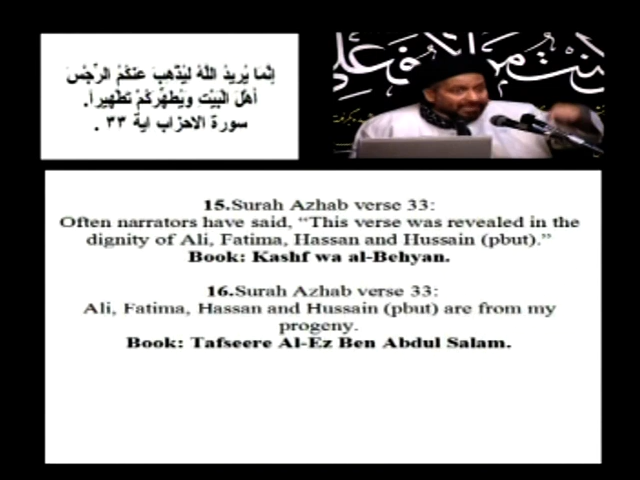 إِنَّمَا يُرِيدُ اللَّهُ لِيُذْهِبَ عَنكُمُ الرِّجْسَ
أَهْلَ الْبَيْتِ وَيُطَهِّرَكُمْ تَطْهِيراً.
سورة الاحزاب اية ٣٣ .
15.Surah Azhab verse 33:
Often narrators have said, “This verse was revealed in the
dignity of Ali, Fatima, Hassan and Hussain (pbut).”
Book: Kashf wa al-Behyan.
16.Surah Azhab verse 33:
Ali, Fatima, Hassan and Hussain (pbut) are from my
progeny.
Book: Tafseere Al-Ez Ben Abdul Salam.